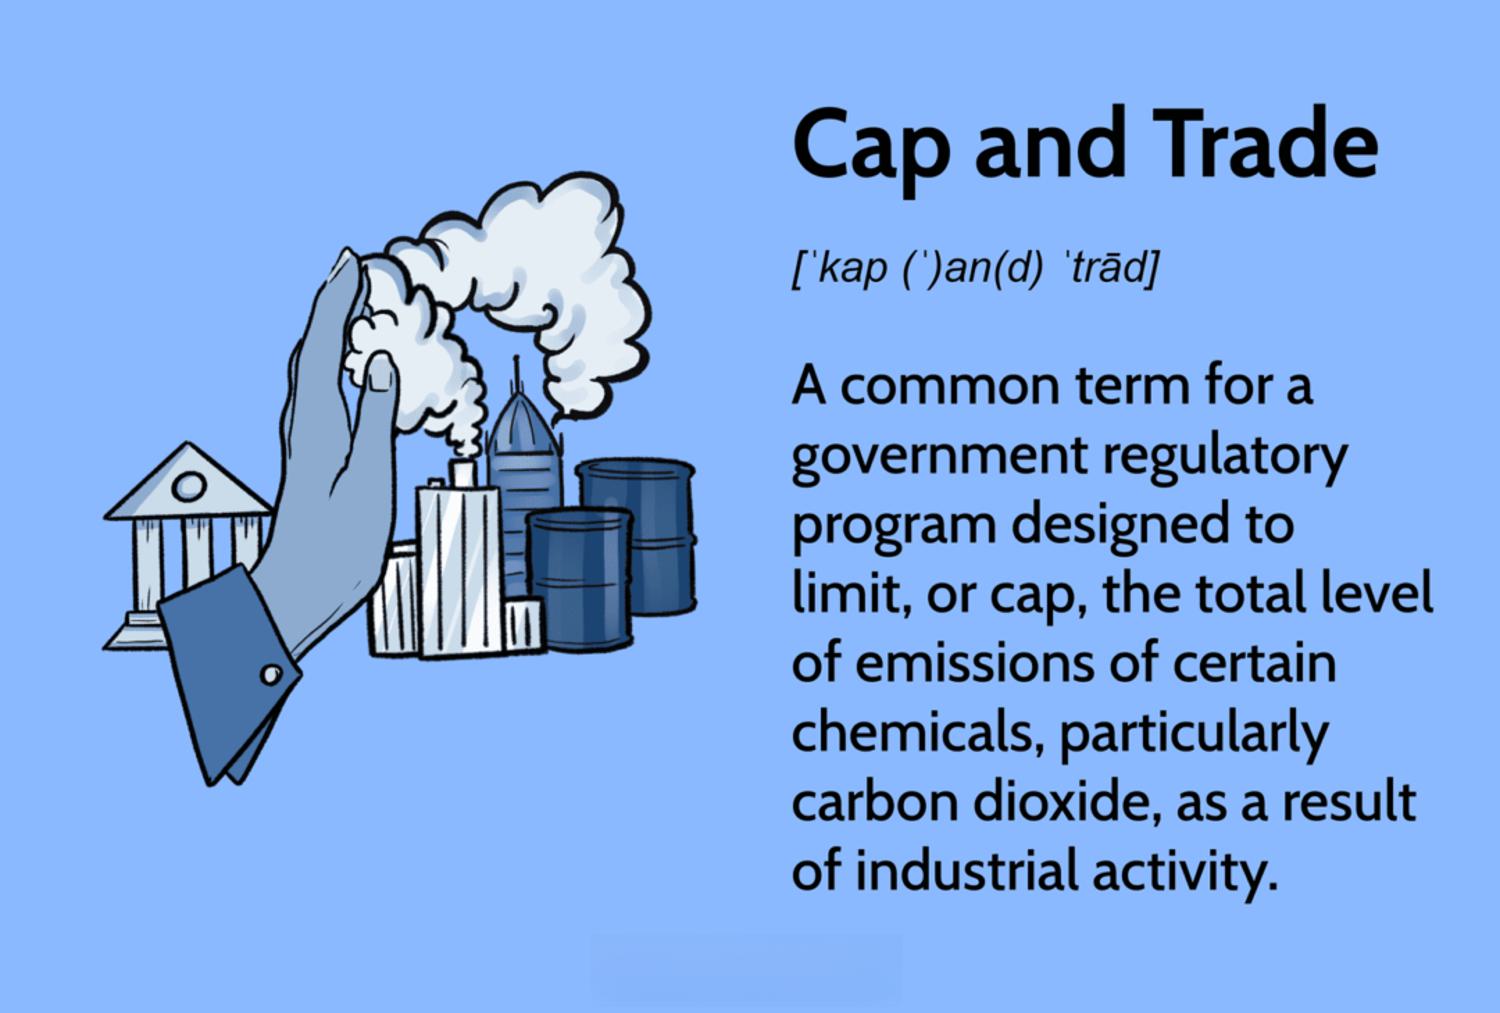 Cap and Trade
[ˈkap (ˈ)an(d) ˈtrād]
A common term for a
government regulatory
program designed to
limit, or cap, the total level
of emissions of certain
chemicals, particularly
carbon dioxide, as a result
of industrial activity.